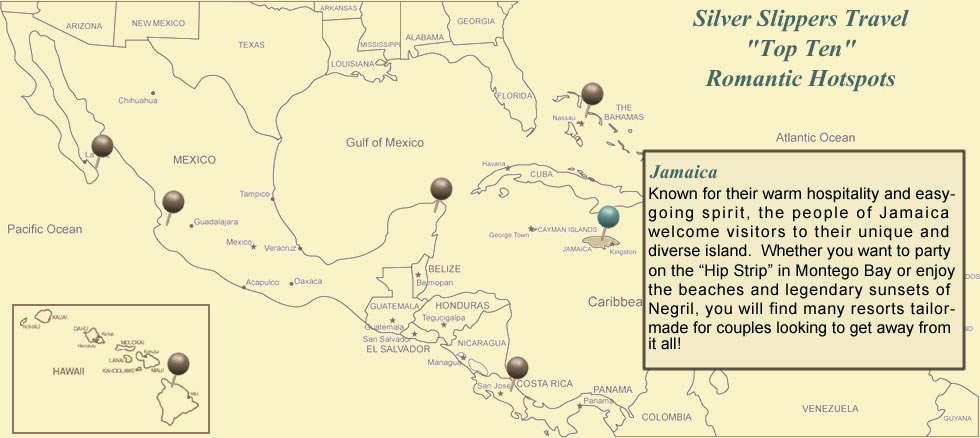 Silver Slippers Travel
"Top Ten"
Romantic Hotspots
ARIZONA
NEW MEXICO
ARKANSAS
GEORGIA
ALABAMA
MISSISSIPPI
TEXAS
LOUISIANA
FLORIDA
Chihuahua
Nassau
THE
BAHAMAS
Atlantic Ocean
Gulf of Mexico
MEXICO
Havana
CUBA
Tampico
Guadalajara
Pacific Ocean
Mexico
Veracruz
George Town
CAYMAN ISLANDS
JAMAICA
Kingston
Jamaica
Known for their warm hospitality and easy-
going spirit, the people of Jamaica
welcome visitors to their unique and
diverse island. Whether you want to party
on the “Hip Strip” in Montego Bay or enjoy
the beaches and legendary sunsets of
Negril, you will find many resorts tailor-
made for couples looking to get away from
it all!
BELIZE
Belmopan
Acapulco
Oaxaca
Caribbea
GUATEMALA
HONDURAS
Guatemala
Tegucigalpa
San Salvador
EL SALVADOR
NICARAGUA
Managua
San Jose
COSTA RICA
PANAMA
Panama
COLOMBIA
VENEZUELA
GUYANA
KAUAI
NIIHAU
OAHU
Honolulu
MOLOKAI
LANAI
MAUI
KAHOOLAWE
HAWAII
Hilo